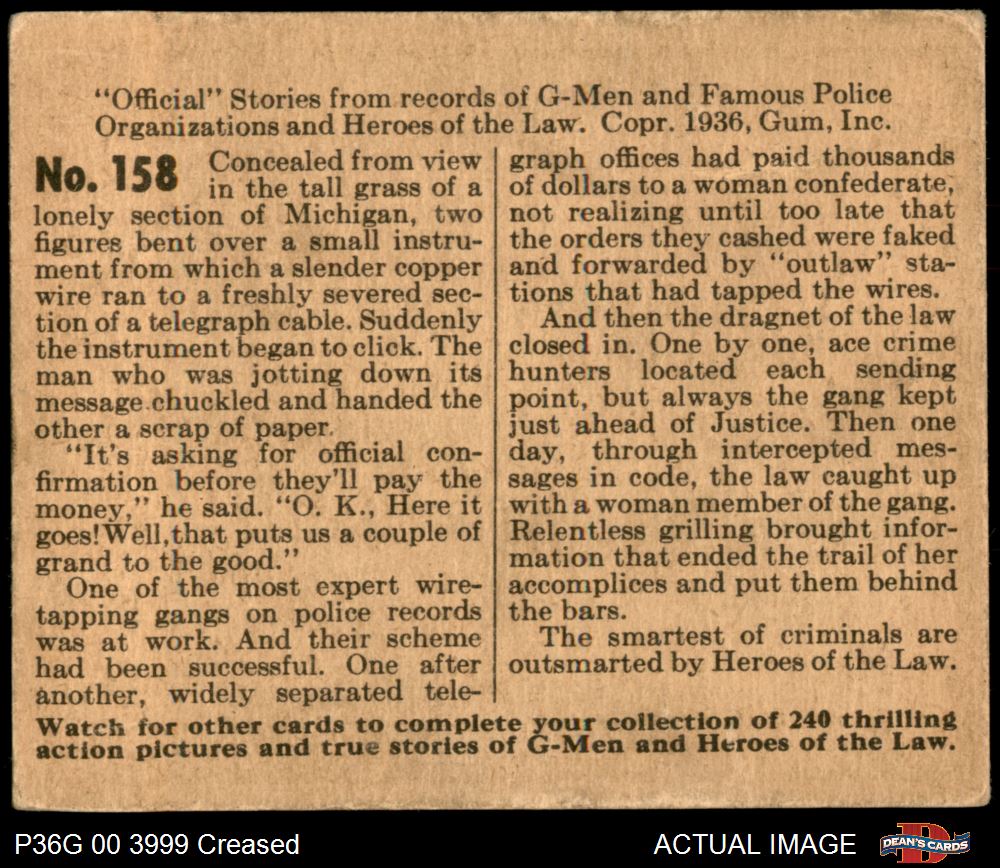 “Official” Stories from records of G-Men and Famous Police
Organizations and Heroes of the Law. Copr. 1936, Gum, Inc.
No. 158
Concealed from view
in the tall grass of a
lonely section of Michigan, two
figures bent over a small instru-
ment from which a slender copper
wire ran to a freshly severed sec-
tion of a telegraph cable. Suddenly
the instrument began to click. The
man who was jotting down its
message chuckled and handed the
other a scrap of paper.
“It's asking for official con-
firmation before they'll pay the
money,” he said. “O. K., Here it
goes! Well, that puts us a couple of
grand to the good.”
One of the most expert wire-
tapping gangs on police records
was at work. And their scheme
had been successful. One after
another, widely separated tele-
graph offices had paid thousands
of dollars to a woman confederate,
not realizing until too late that
the orders they cashed were faked
and forwarded by “outlaw” sta-
tions that had tapped the wires.
And then the dragnet of the law
closed in. One by one, ace crime
hunters located each sending
point, but always the gang kept
just ahead of Justice. Then one
day, through intercepted mes-
sages in code, the law caught up
with a woman member of the gang.
Relentless grilling brought infor-
mation that ended the trail of her
accomplices and put them behind
the bars.
The smartest of criminals are
outsmarted by Heroes of the Law.
Watch for other cards to complete your collection of 240 thrilling
action pictures and true stories of G-Men and Heroes of the Law.
P36G 00 3999 Creased
ACTUAL IMAGE
DEAN'S CARDS